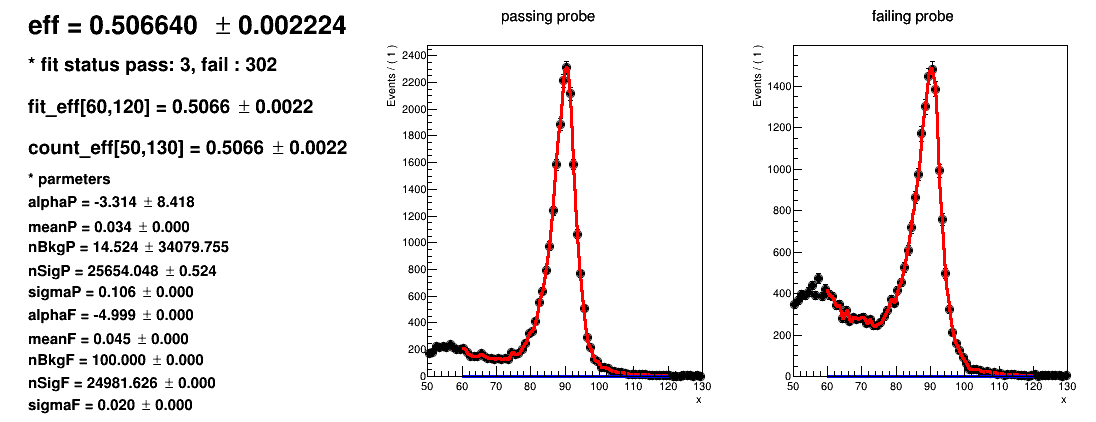 eff = 0.506640 ± 0.002224
* fit status pass: 3, fail : 302
fit_eff[60,120] = 0.5066 ± 0.0022
count_eff[50,130] = 0.5066 ± 0.0022
* parmeters
alphaP = -3.314 ± 8.418
meanP = 0.034 ± 0.000
nBkgP = 14.524 ± 34079.755
nSigP = 25654.048 ± 0.524
sigmaP = 0.106 ± 0.000
alphaF = -4.999 ± 0.000
meanF = 0.045 ± 0.000
nBkgF = 100.000 ± 0.000
nSigF = 24981.626 ± 0.000
sigmaF = 0.020 ± 0.000
passing probe
Events / ( 1 )
2400
2200
2000
1800
1600
1400
1200
1000
800
600
400
200
0
50 60 70 80 90 100 110 120 130
x
failing probe
Events / ( 1 )
1400
1200
1000
800
600
400
200
0
50 60 70 80 90 100 110 120 130
x